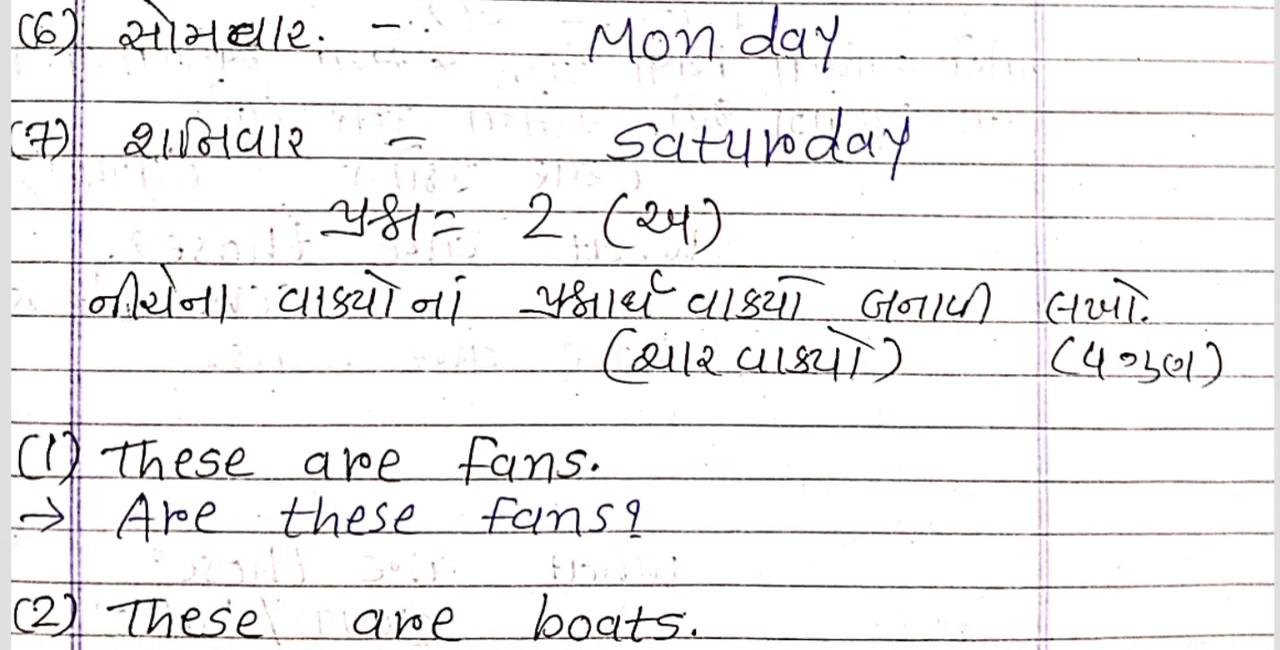 (6) સોમવાર. - Monday
(7) શનિવાર - Saturday
પ્રશ્ન = 2 (અ)
નીચેના વાક્યોનાં પ્રશ્નાર્થ વાક્યો બનાવી લખો.
(ચાર વાક્યો) (4 ગુણ)
(1) These are fans.
→ Are these fans?
(2) These are boats.